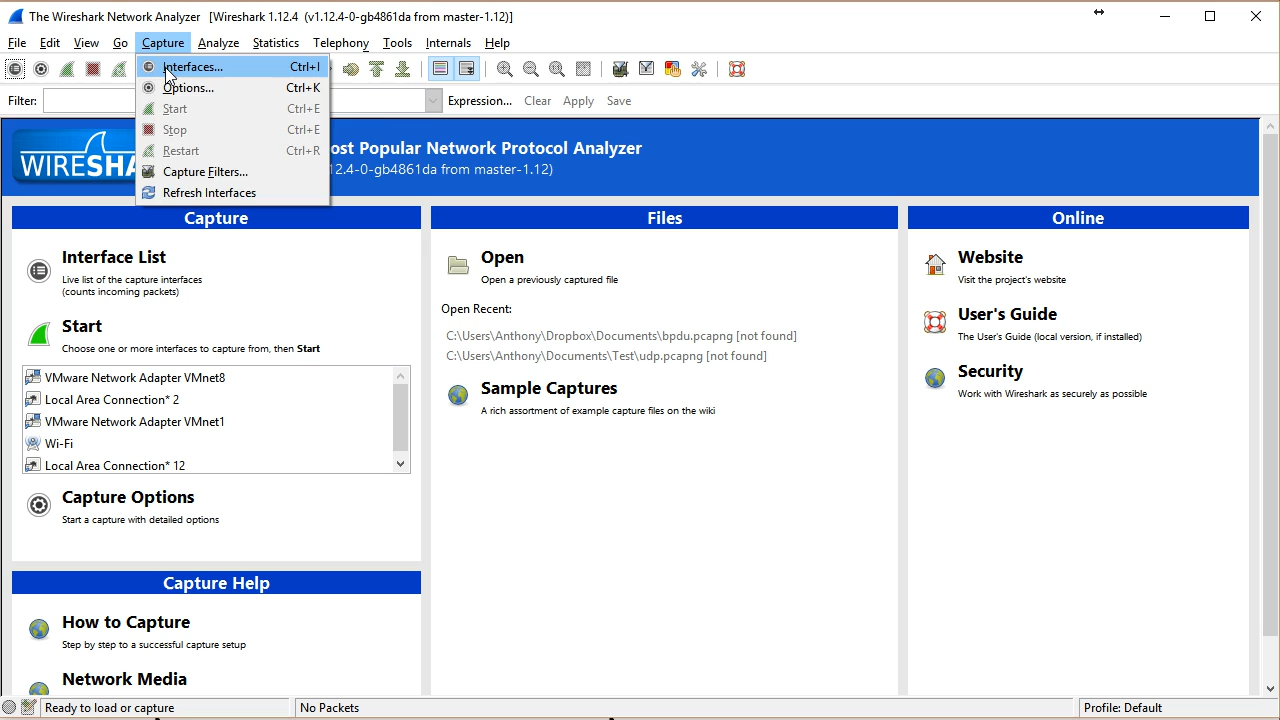 The Wireshark Network Analyzer [Wireshark 1.12.4 (v1.12.4-0-gb4861da from master-1.12)]
File Edit View Go Capture Analyze Statistics Telephony Tools Internals Help
Interfaces... Ctrl+I
Options... Ctrl+K
Start Ctrl+E
Stop Ctrl+E
Restart Ctrl+R
Capture Filters...
Refresh Interfaces
Filter: Expression... Clear Apply Save
WIRESHA
ost Popular Network Protocol Analyzer
12.4-0-gb4861da from master-1.12)
Capture
Interface List
Live list of the capture interfaces
(counts incoming packets)
Start
Choose one or more interfaces to capture from, then Start
VMware Network Adapter VMnet8
Local Area Connection* 2
VMware Network Adapter VMnet1
Wi-Fi
Local Area Connection* 12
Capture Options
Start a capture with detailed options
Capture Help
How to Capture
Step by step to a successful capture setup
Network Media
Files
Open
Open a previously captured file
Open Recent:
C:\Users\Anthony\Dropbox\Documents\bpdu.pcapng [not found]
C:\Users\Anthony\Documents\Test\udp.pcapng [not found]
Sample Captures
A rich assortment of example capture files on the wiki
Online
Website
Visit the project's website
User's Guide
The User's Guide (local version, if installed)
Security
Work with Wireshark as securely as possible
Ready to load or capture
No Packets
Profile: Default